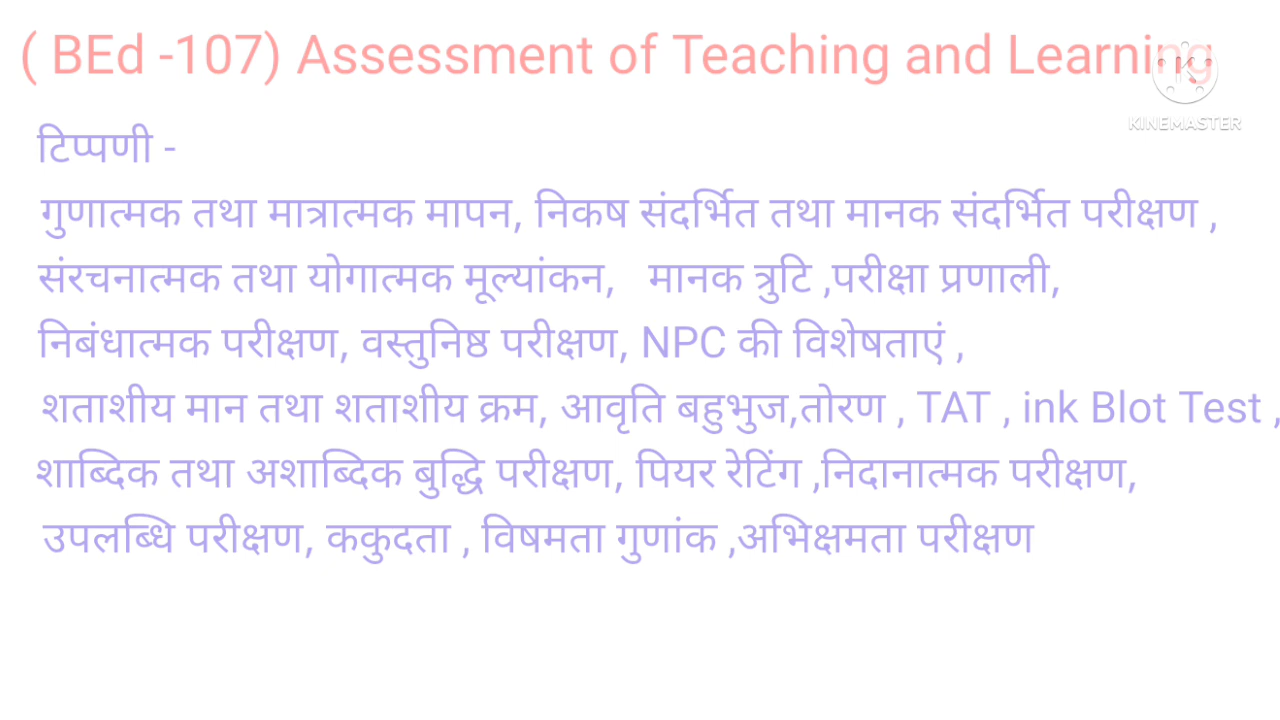 ( BEd -107) Assessment of Teaching and Learning
KINEMASTER
टिप्पणी -
गुणात्मक तथा मात्रात्मक मापन, निकष संदर्भित तथा मानक संदर्भित परीक्षण ,
संरचनात्मक तथा योगात्मक मूल्यांकन, मानक त्रुटि ,परीक्षा प्रणाली,
निबंधात्मक परीक्षण, वस्तुनिष्ठ परीक्षण, NPC की विशेषताएं ,
शताशीय मान तथा शताशीय क्रम, आवृति बहुभुज,तोरण , TAT , ink Blot Test ,
शाब्दिक तथा अशाब्दिक बुद्धि परीक्षण, पियर रेटिंग ,निदानात्मक परीक्षण,
उपलब्धि परीक्षण, ककुदता , विषमता गुणांक ,अभिक्षमता परीक्षण